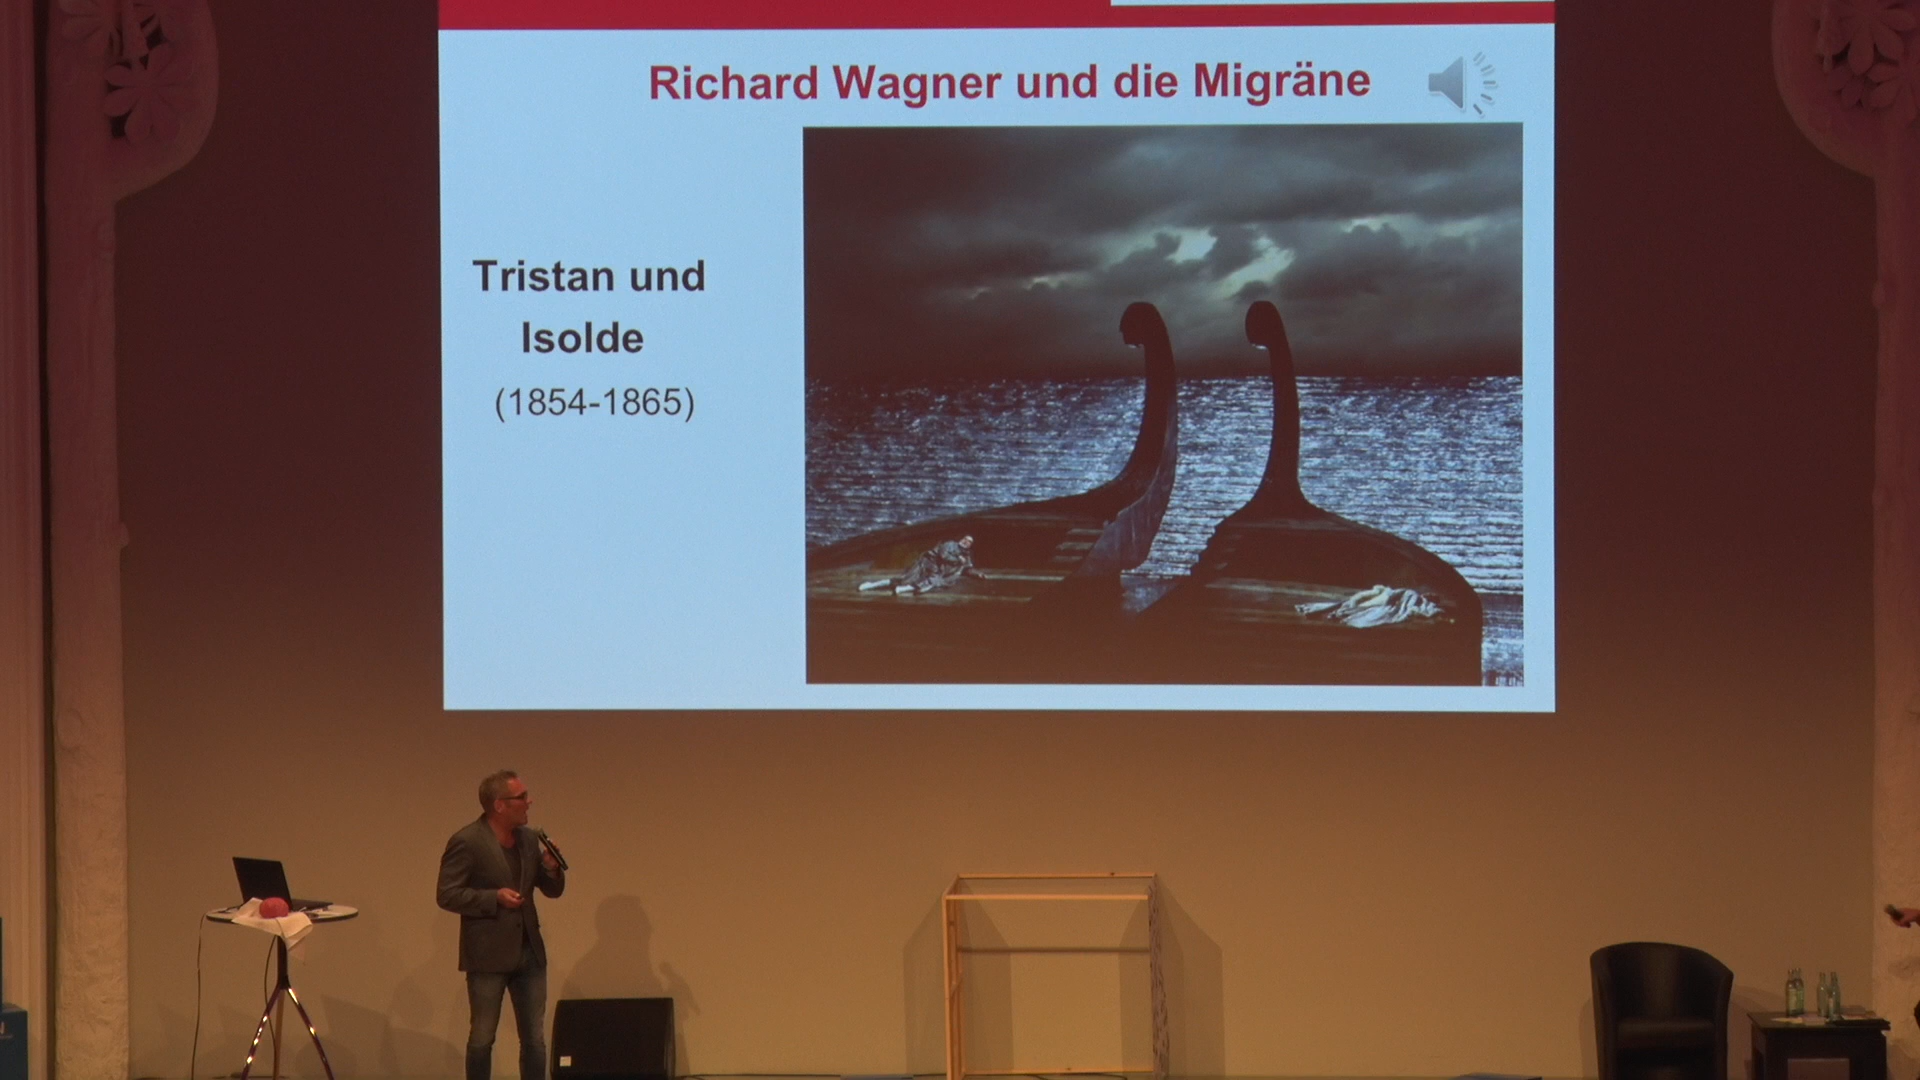 Richard Wagner und die Migräne
Tristan und
Isolde
(1854-1865)